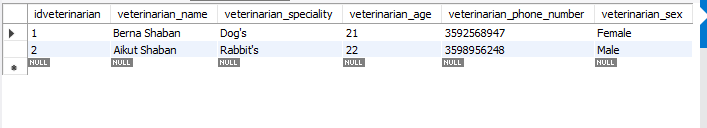 idveterinarian veterinarian_name veterinarian_speciality veterinarian_age veterinarian_phone_number veterinarian_sex
1 Berna Shaban Dog's 21 3592568947 Female
2 Aikut Shaban Rabbit's 22 3598956248 Male
NULL NULL NULL NULL NULL NULL